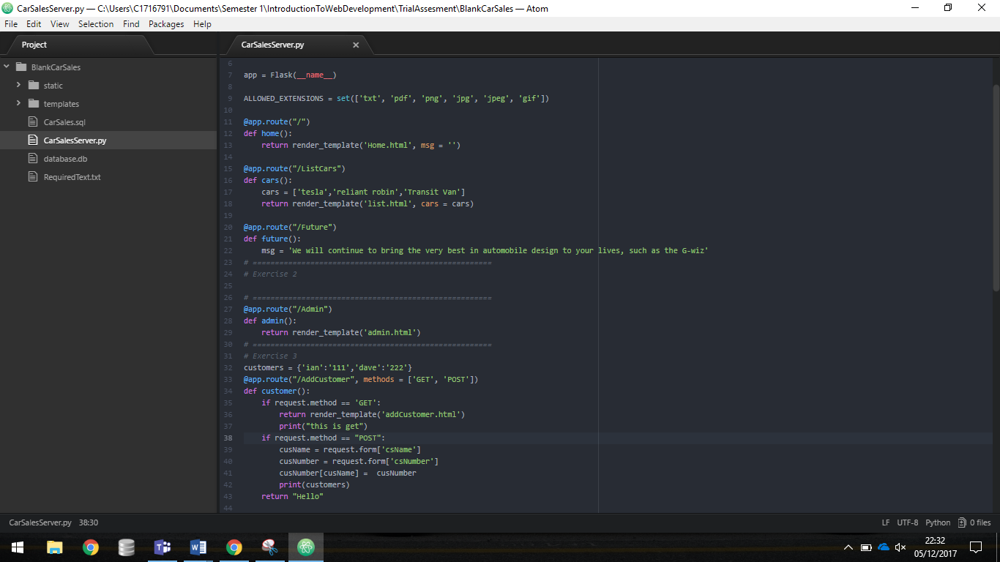 CarSalesServer.py — C:\Users\C1716791\Documents\Semester 1\IntroductionToWebDevelopment\TrialAssesment\BlankCarSales — Atom
File Edit View Selection Find Packages Help
Project
CarSalesServer.py
BlankCarSales
static
templates
CarSales.sql
CarSalesServer.py
database.db
RequiredText.txt
6
7 app = Flask(__name__)
8
9 ALLOWED_EXTENSIONS = set(['txt', 'pdf', 'png', 'jpg', 'jpeg', 'gif'])
10
11 @app.route("/")
12 def home():
13     return render_template('Home.html', msg = '')
14
15 @app.route("/ListCars")
16 def cars():
17     cars = ['tesla','reliant robin','Transit Van']
18     return render_template('list.html', cars = cars)
19
20 @app.route("/Future")
21 def future():
22     msg = 'We will continue to bring the very best in automobile design to your lives, such as the G-wiz'
23 # ======================================================
24 # Exercise 2
25
26 # ======================================================
27 @app.route("/Admin")
28 def admin():
29     return render_template('admin.html')
30 # ======================================================
31 # Exercise 3
32 customers = {'ian':'111','dave':'222'}
33 @app.route("/AddCustomer", methods = ['GET', 'POST'])
34 def customer():
35     if request.method == 'GET':
36         return render_template('addCustomer.html')
37         print("this is get")
38     if request.method == "POST":
39         cusName = request.form['csName']
40         cusNumber = request.form['csNumber']
41         cusNumber[cusName] =  cusNumber
42         print(customers)
43     return "Hello"
44
CarSalesServer.py 38:30
LF UTF-8 Python 0 files
22:32
05/12/2017